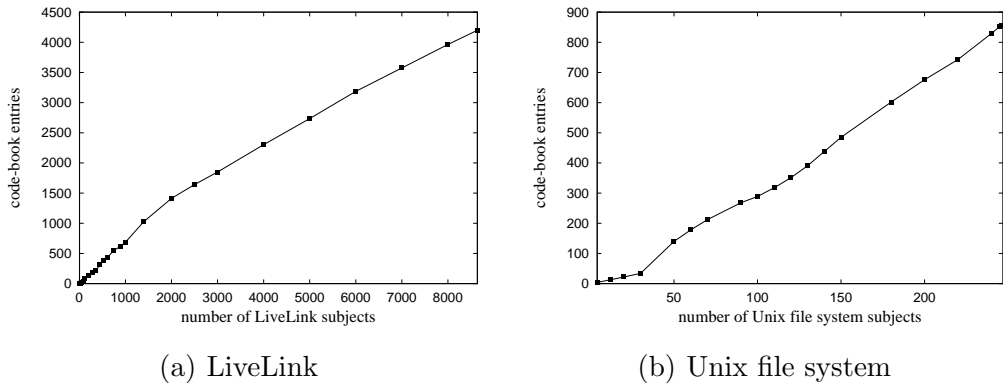 4500
4000
3500
3000
2500
2000
1500
1000
500
0
code-book entries
0 1000 2000 3000 4000 5000 6000 7000 8000
number of LiveLink subjects
(a) LiveLink
900
800
700
600
500
400
300
200
100
0
code-book entries
50 100 150 200
number of Unix file system subjects
(b) Unix file system